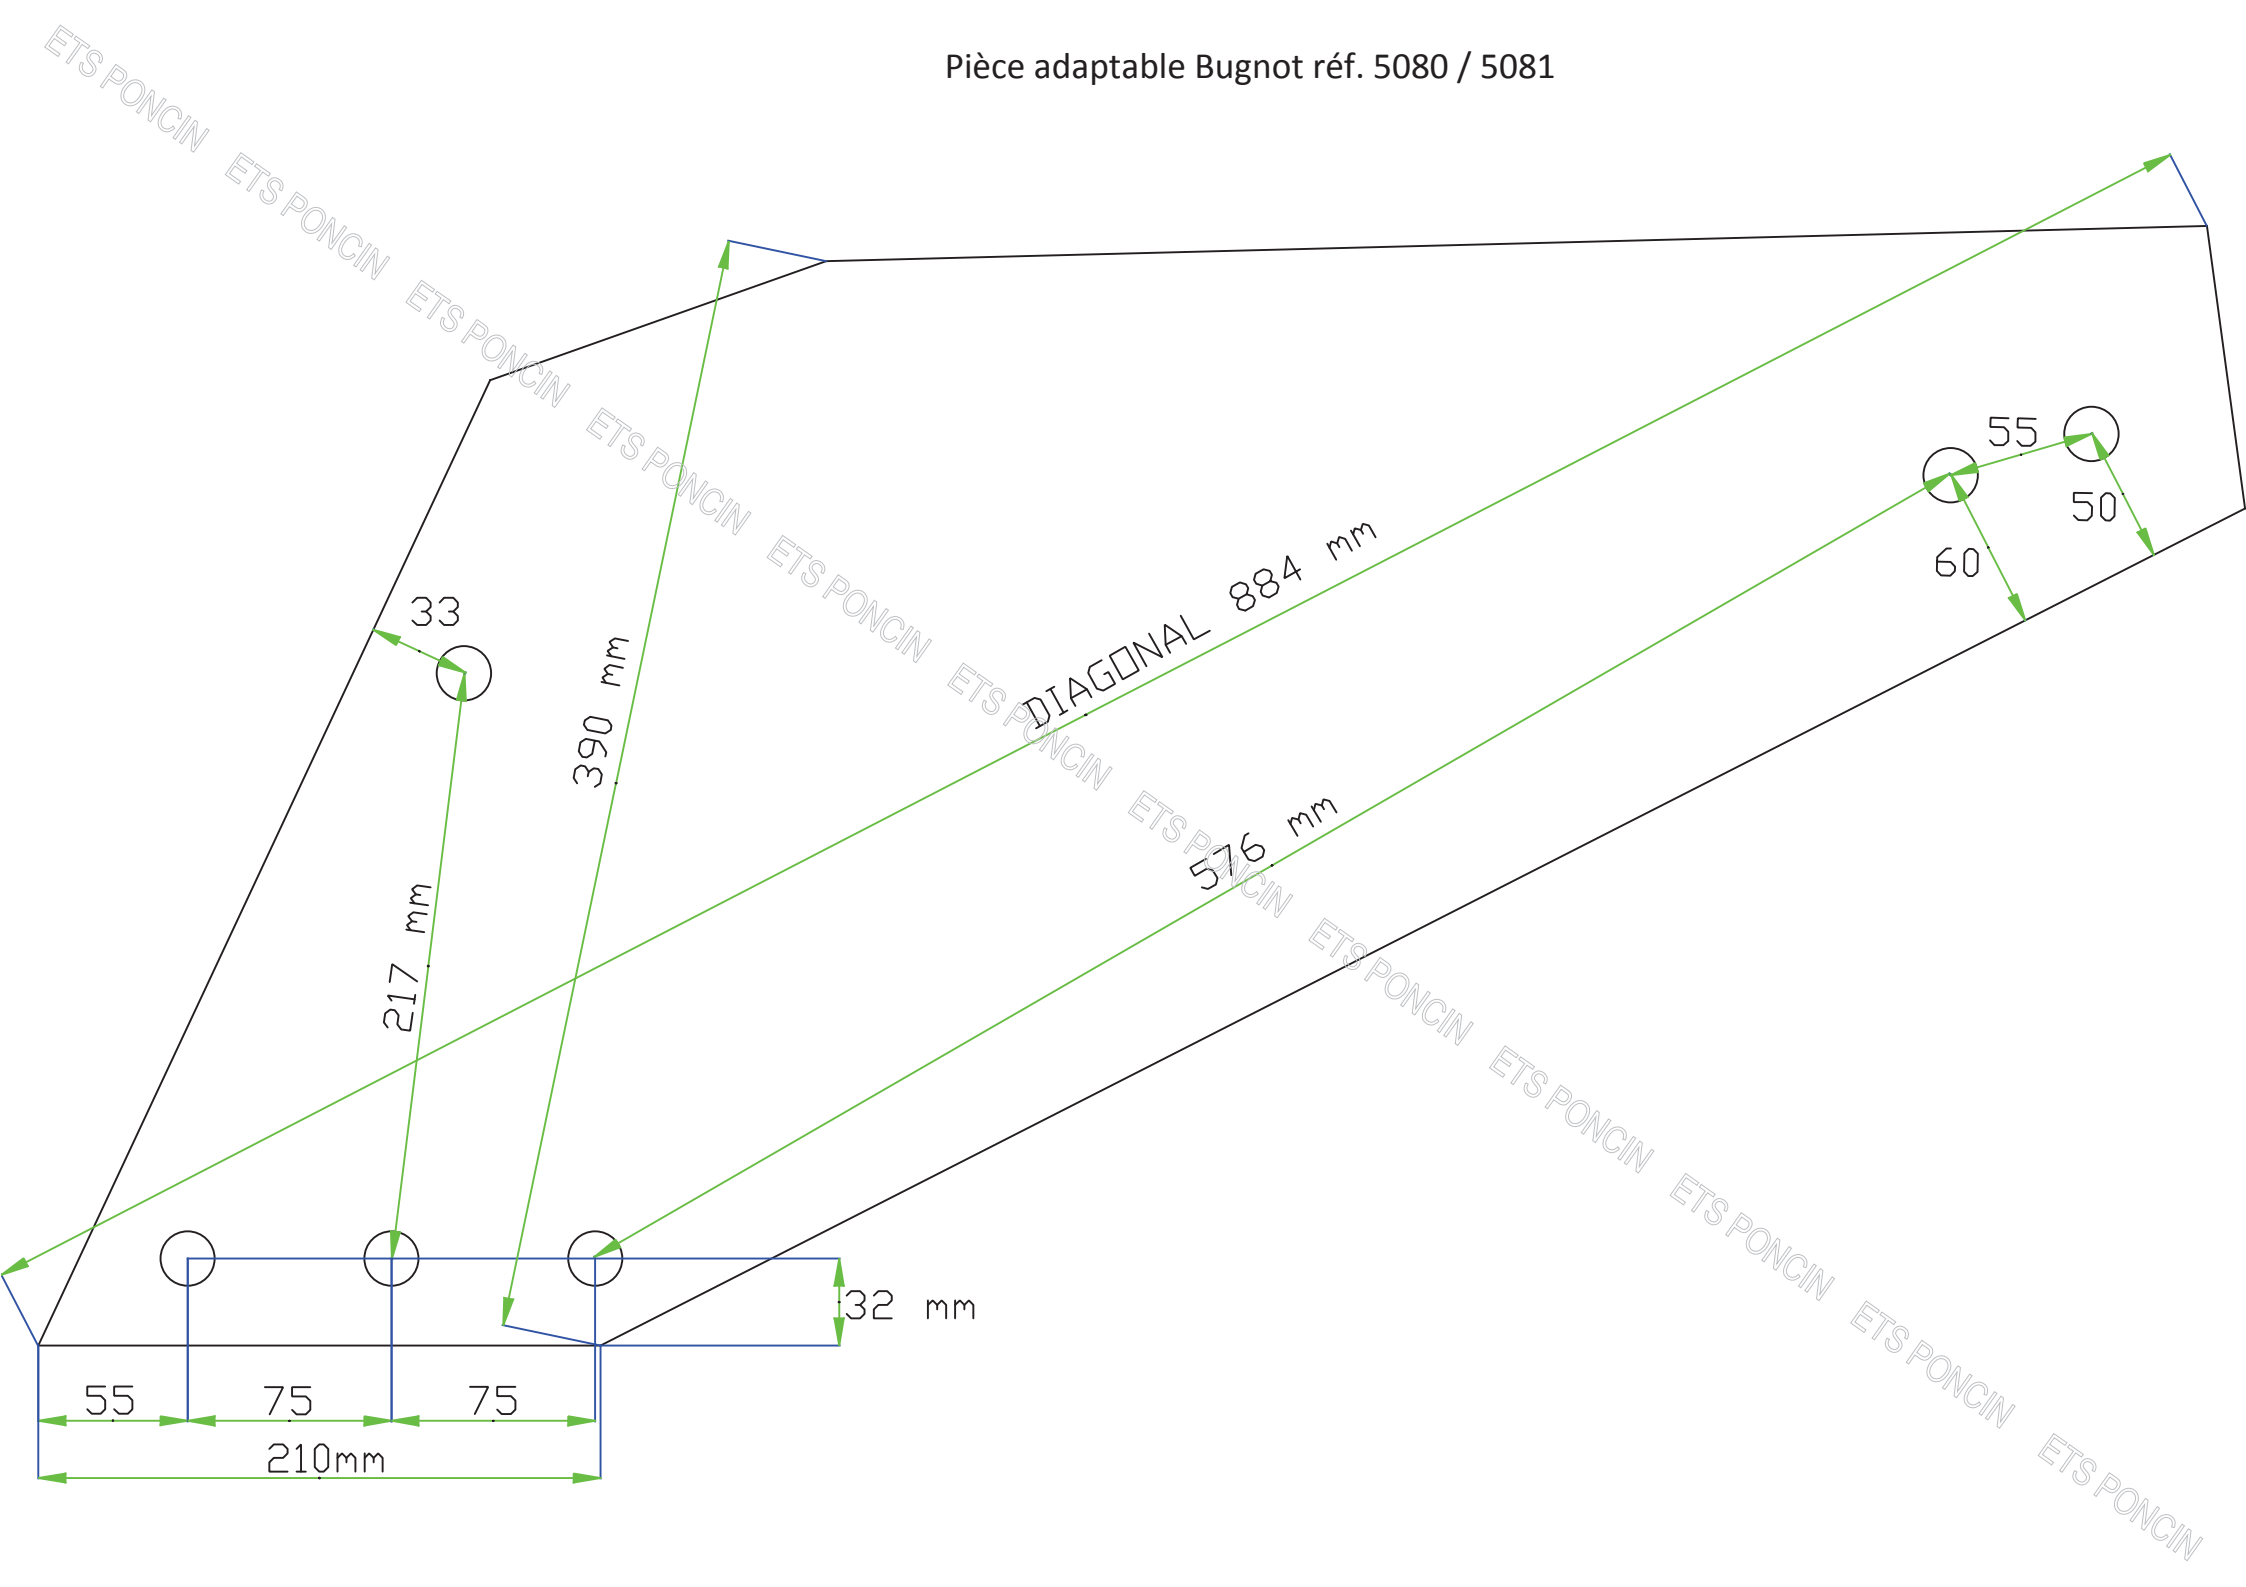 Pièce adaptable Bugnot réf. 5080 / 5081
ETS PONCIN ETS PONCIN ETS PONCIN ETS PONCIN ETS PONCIN ETS PONCIN ETS PONCIN ETS PONCIN ETS PONCIN ETS PONCIN ETS PONCIN ETS PONCIN
55
50
60
33
DIAGONAL 884 mm
390 mm
576 mm
217 mm
32 mm
55
75
75
210mm